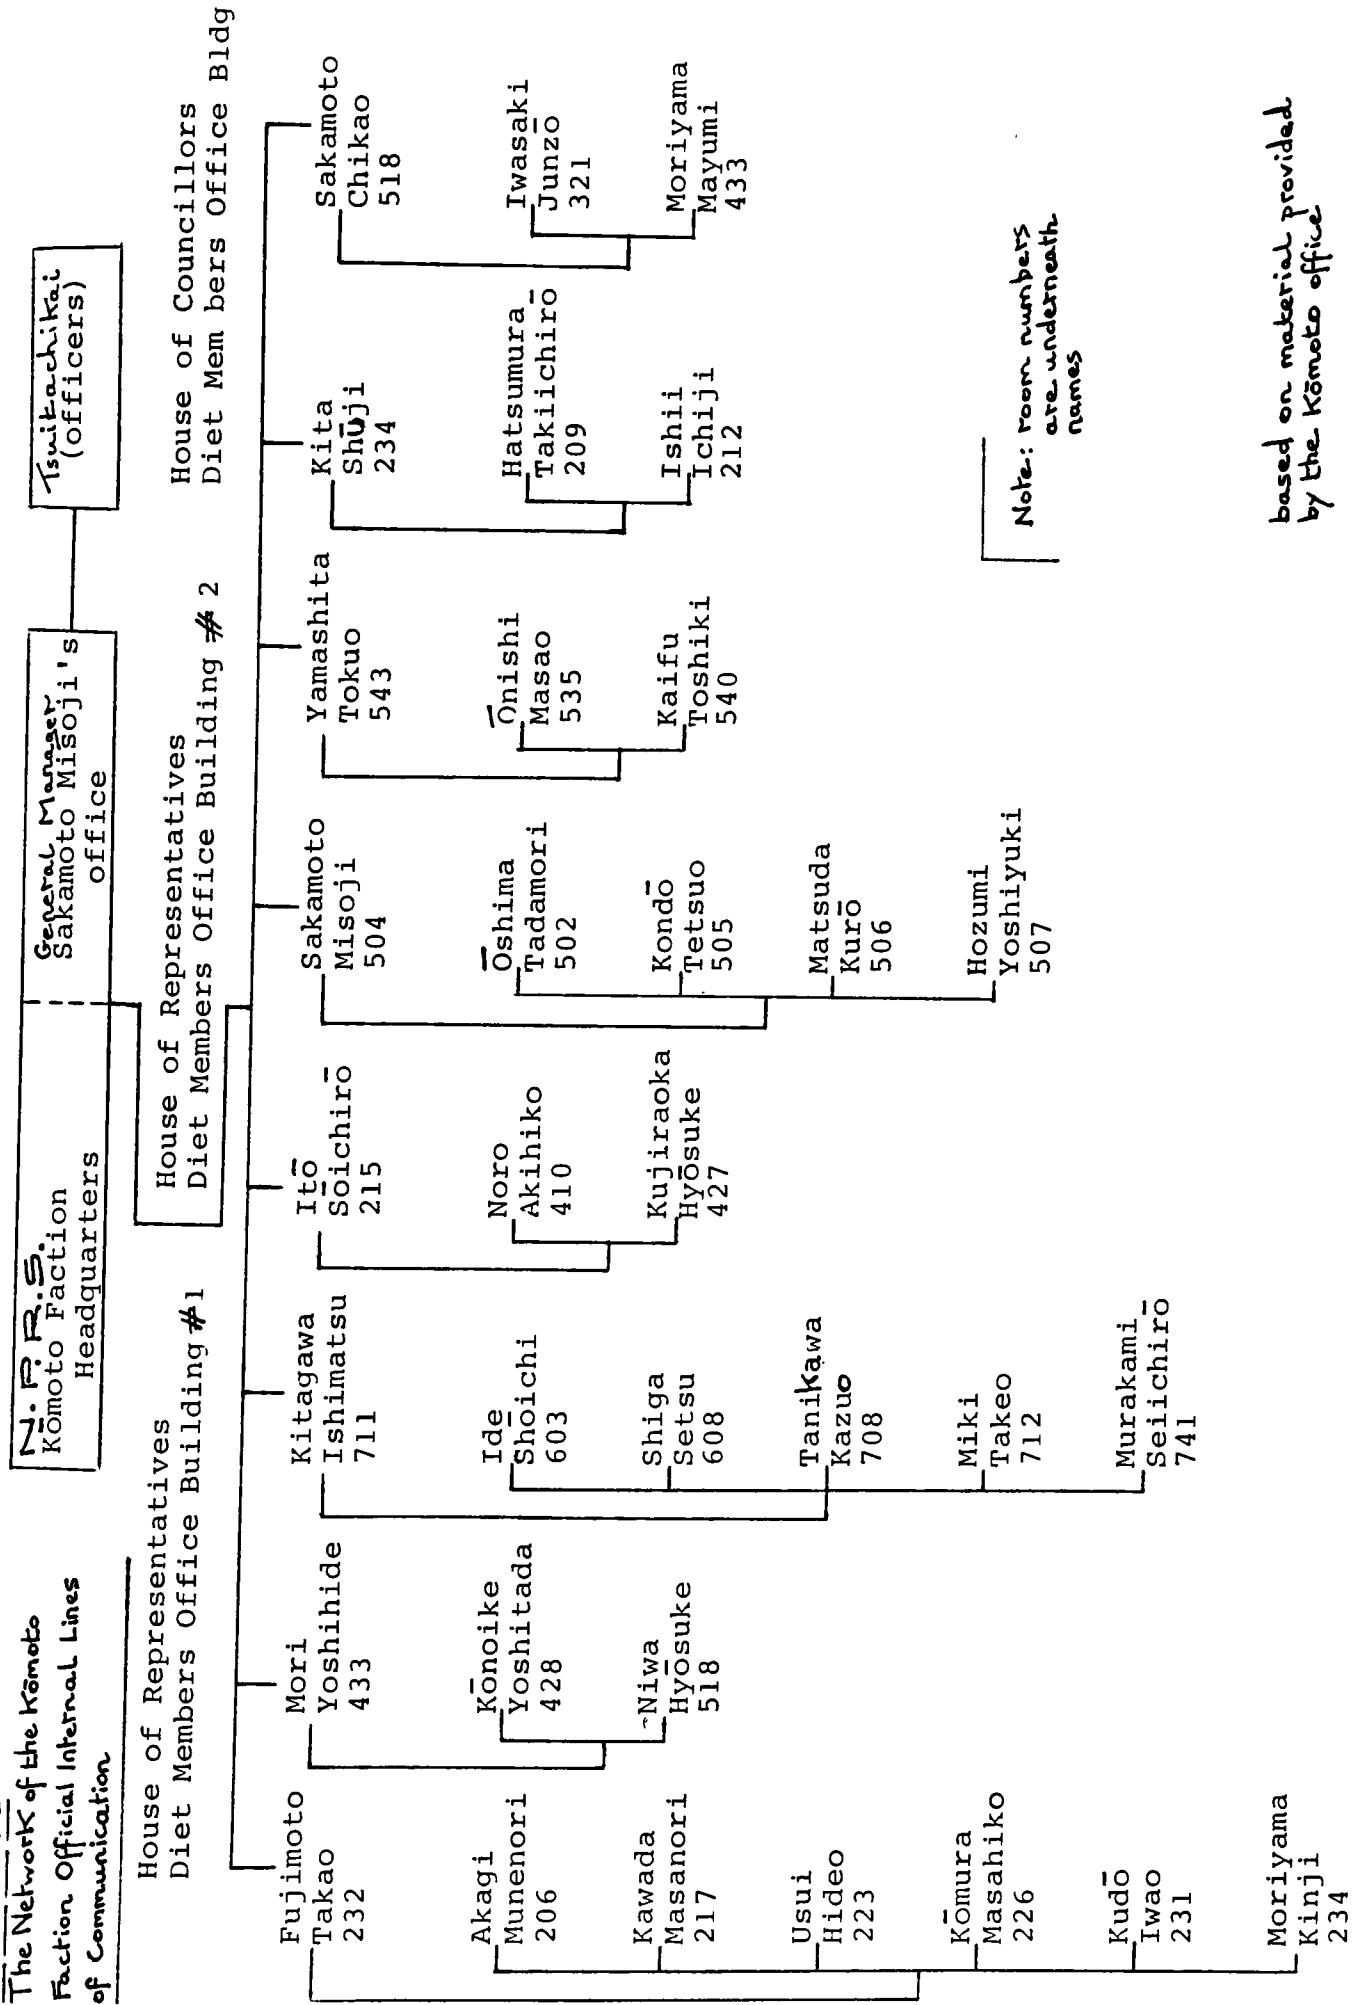 The Network of the Kōmoto
Faction Official Internal Lines
of Communication
N.P.R.S.
Kōmoto Faction
Headquarters
General Manager
Sakamoto Misoji's
office
Tsuitachikai
(officers)
House of Representatives
Diet Members Office Building #1
House of Representatives
Diet Members Office Building #2
House of Councillors
Diet Mem bers Office Bldg
Fujimoto
Takao
232
Akagi
Munenori
206
Kawada
Masanori
217
Usui
Hideo
223
Kōmura
Masahiko
226
Kudō
Iwao
231
Moriyama
Kinji
234
Mori
Yoshihide
433
Kōnoike
Yoshitada
428
Niwa
Hyōsuke
518
Kitagawa
Ishimatsu
711
Ide
Shōichi
603
Shiga
Setsu
608
Tanikawa
Kazuo
708
Miki
Takeo
712
Murakami
Seiichirō
741
Itō
Sōichirō
215
Noro
Akihiko
410
Kujiraoka
Hyōsuke
427
Sakamoto
Misoji
504
Ōshima
Tadamori
502
Kondō
Tetsuo
505
Matsuda
Kurō
506
Hozumi
Yoshiyuki
507
Yamashita
Tokuo
543
Ōnishi
Masao
535
Kaifu
Toshiki
540
Kita
Shūji
234
Hatsumura
Takiichirō
209
Ishii
Ichiji
212
Sakamoto
Chikao
518
Iwasaki
Junzō
321
Moriyama
Mayumi
433
Note: room numbers
are underneath
names
based on material provided
by the Kōmoto office